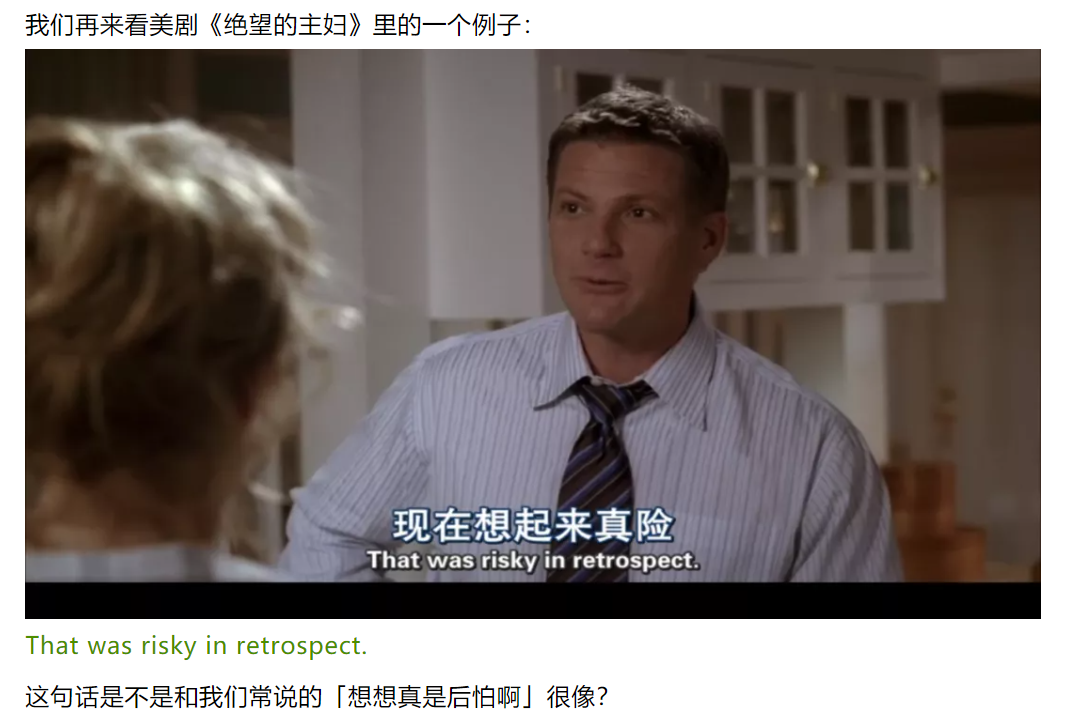 我们再来看美剧《绝望的主妇》里的一个例子：
现在想起来真险
That was risky in retrospect.
That was risky in retrospect.
这句话是不是和我们常说的「想想真是后怕啊」很像？